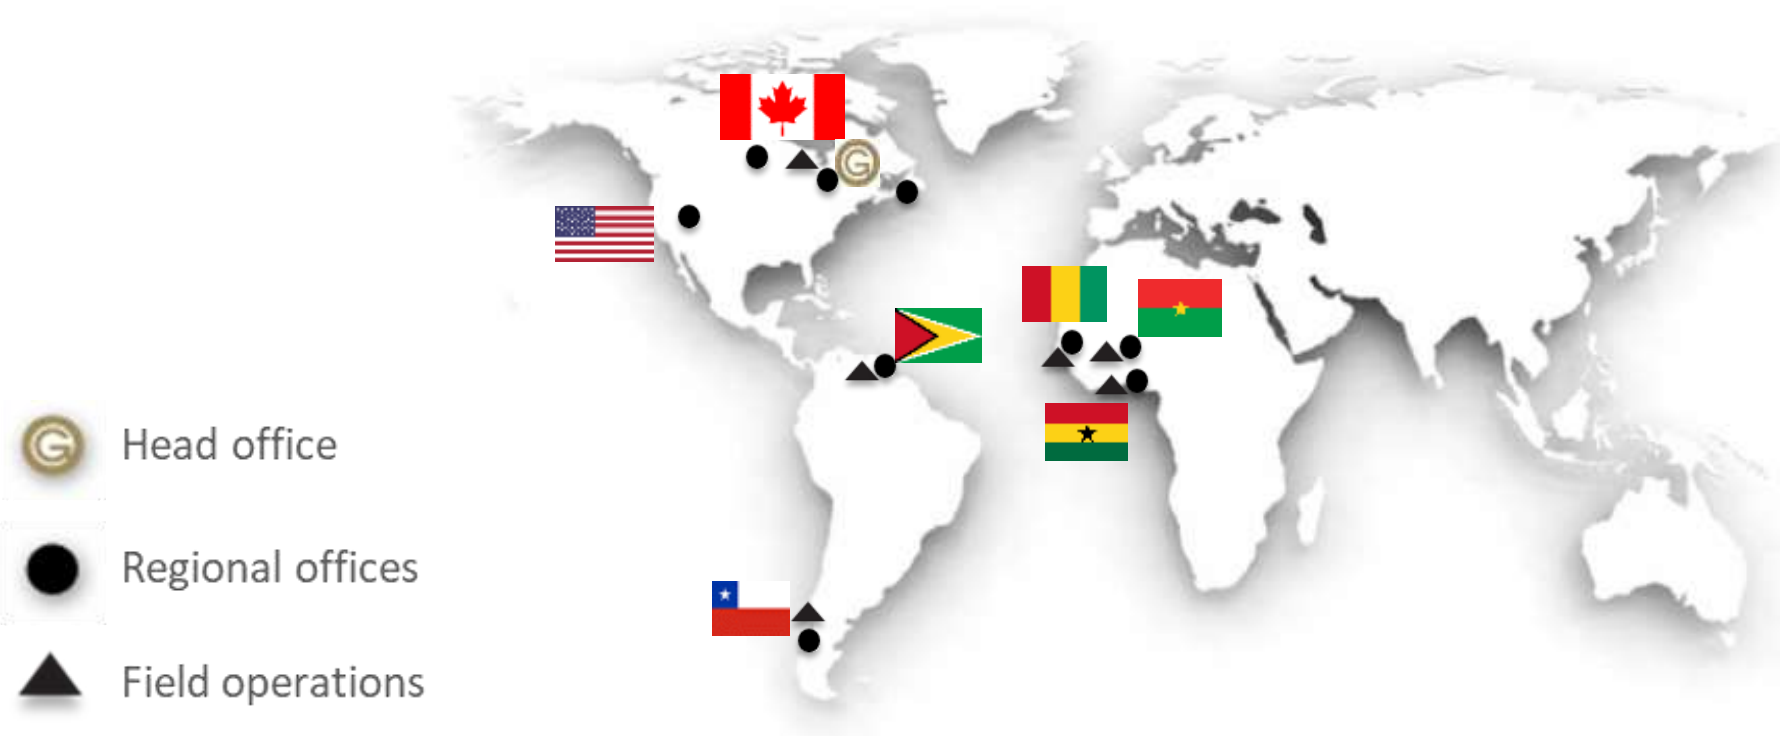 G
G
Head office
Regional offices
Field operations